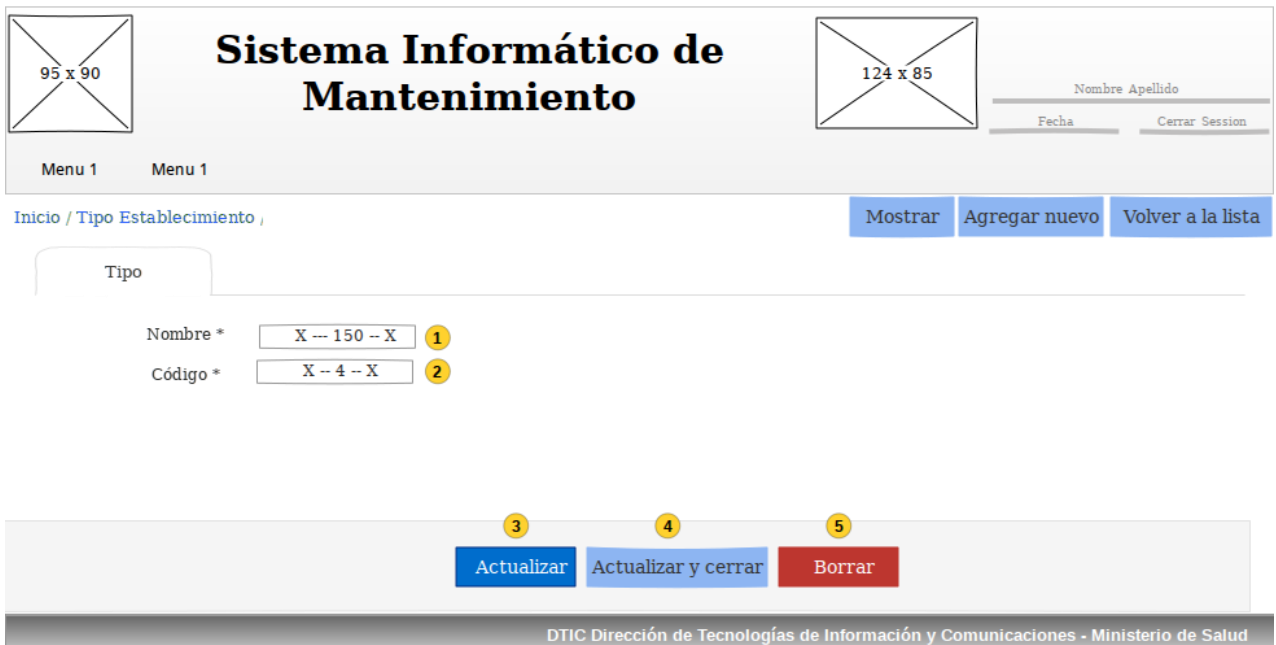 95 x 90
Sistema Informático de
Mantenimiento
124 x 85
Nombre Apellido
Fecha Cerrar Session
Menu 1 Menu 1
Inicio / Tipo Establecimiento / Mostrar Agregar nuevo Volver a la lista
Tipo
Nombre * X --- 150 -- X 1
Código * X -- 4 -- X 2
3 4 5
Actualizar Actualizar y cerrar Borrar
DTIC Dirección de Tecnologías de Información y Comunicaciones - Ministerio de Salud